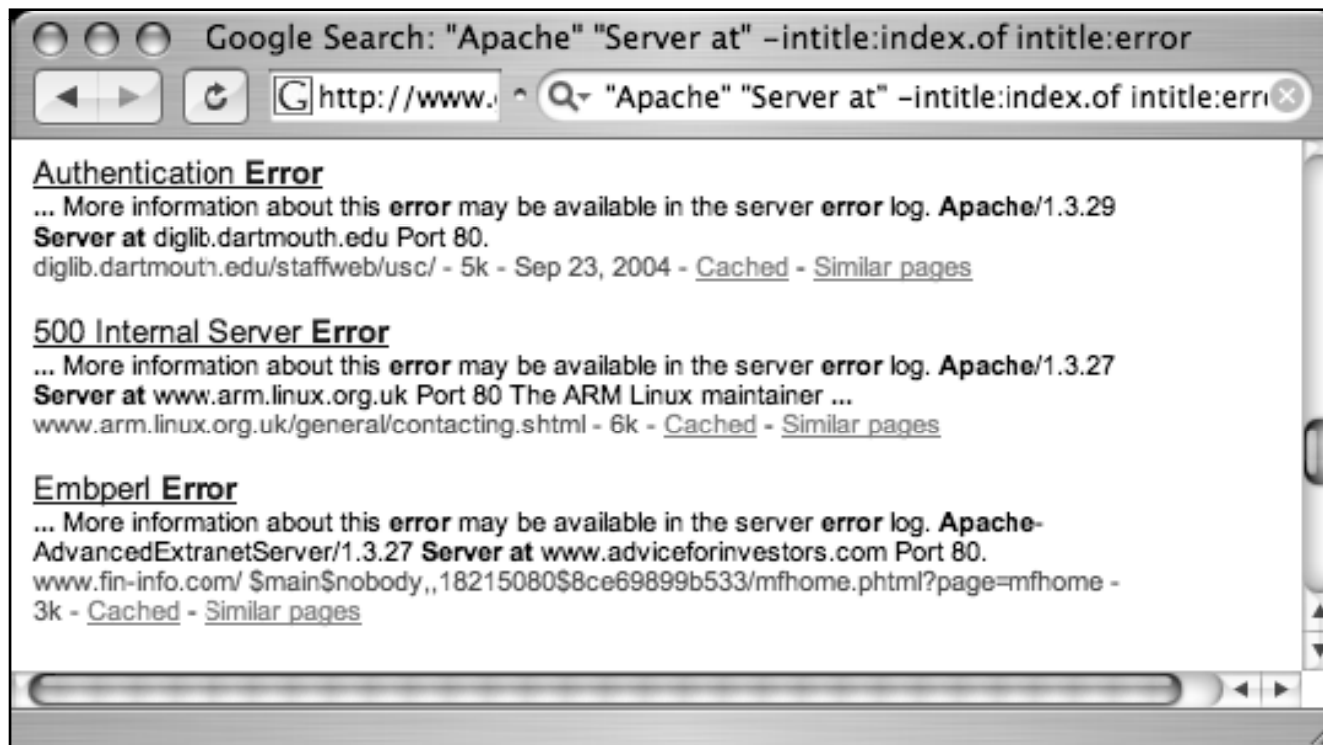 Google Search: "Apache" "Server at" –intitle:index.of intitle:error
G http://www.
"Apache" "Server at" –intitle:index.of intitle:err
Authentication Error
... More information about this error may be available in the server error log. Apache/1.3.29
Server at diglib.dartmouth.edu Port 80.
diglib.dartmouth.edu/staffweb/usc/ - 5k - Sep 23, 2004 - Cached - Similar pages
500 Internal Server Error
... More information about this error may be available in the server error log. Apache/1.3.27
Server at www.arm.linux.org.uk Port 80 The ARM Linux maintainer ...
www.arm.linux.org.uk/general/contacting.shtml - 6k - Cached - Similar pages
Embperl Error
... More information about this error may be available in the server error log. Apache-
AdvancedExtranetServer/1.3.27 Server at www.adviceforinvestors.com Port 80.
www.fin-info.com/ $main$nobody,,18215080$8ce69899b533/mfhome.phtml?page=mfhome -
3k - Cached - Similar pages